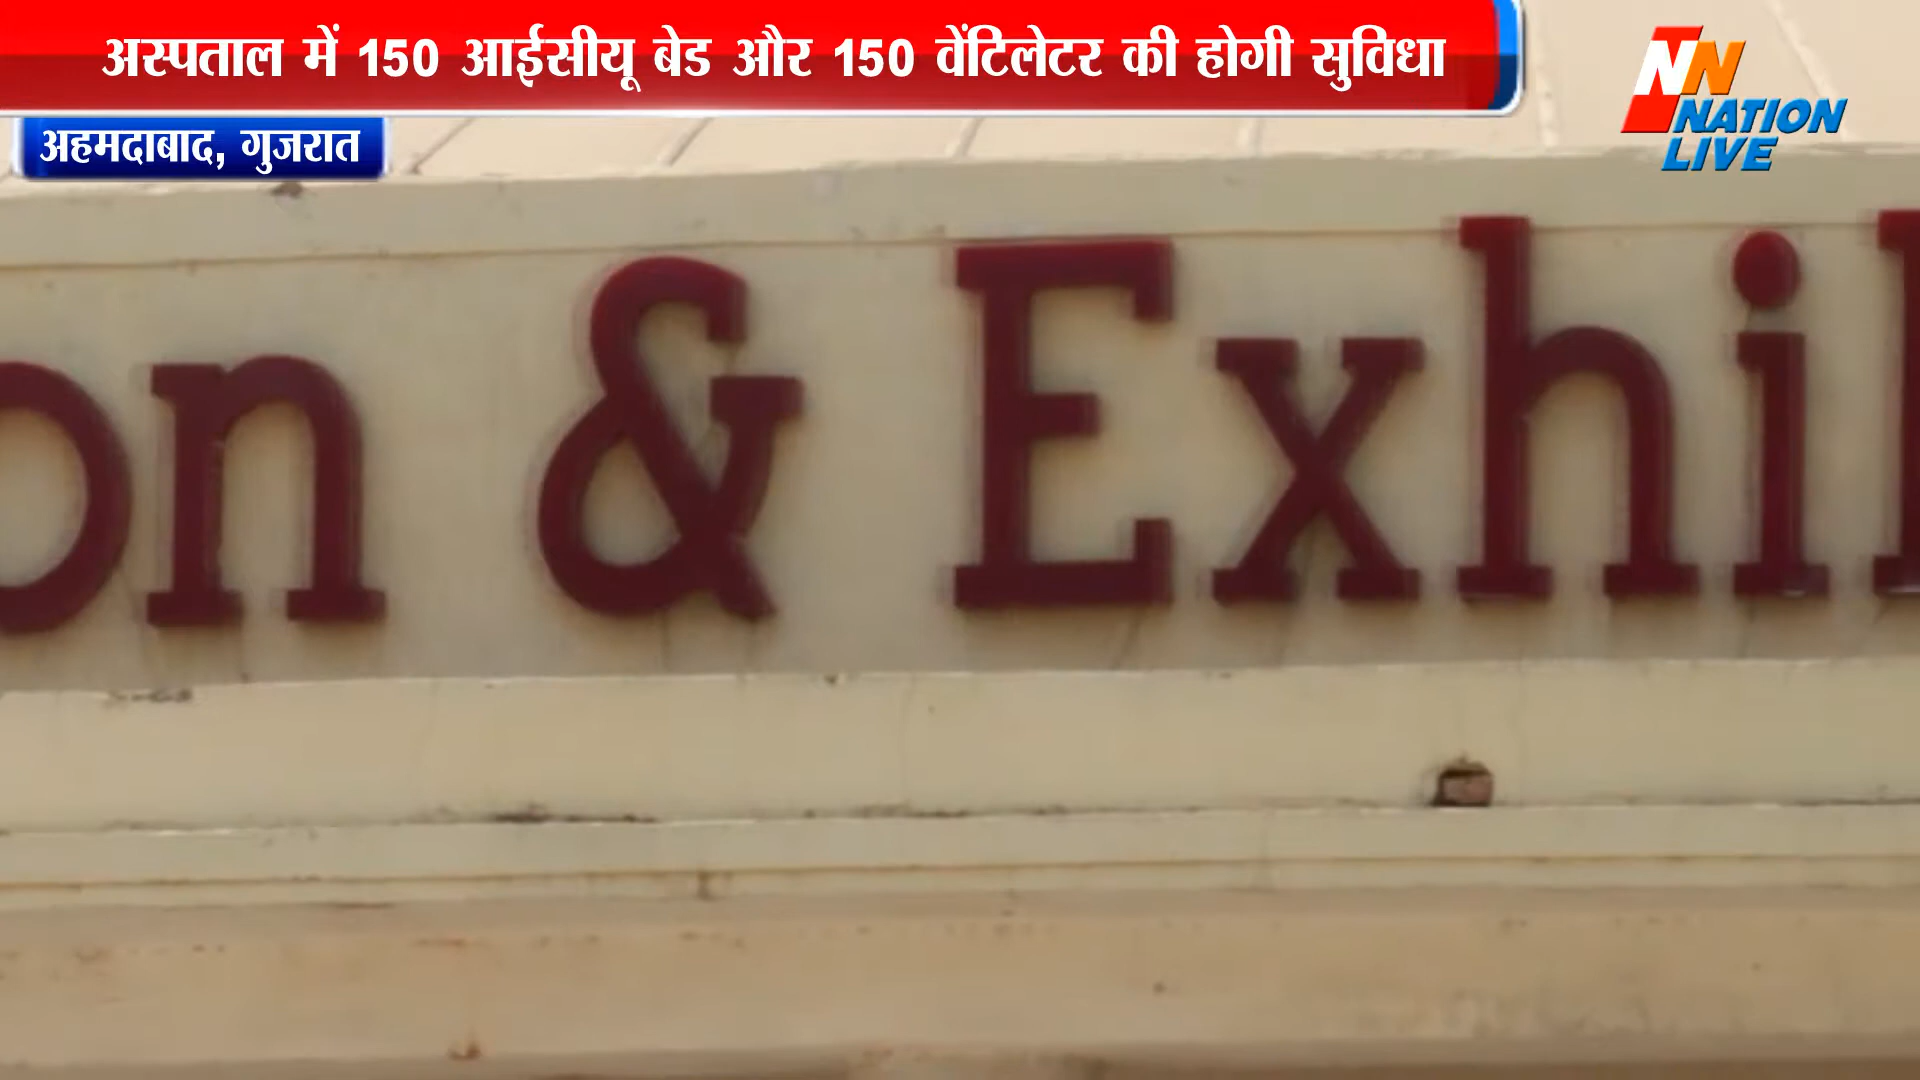 अस्पताल में 150 आईसीयू बेड और 150 वेंटिलेटर की होगी सुविधा
NN
NATION
LIVE
अहमदाबाद, गुजरात
on & Exhi